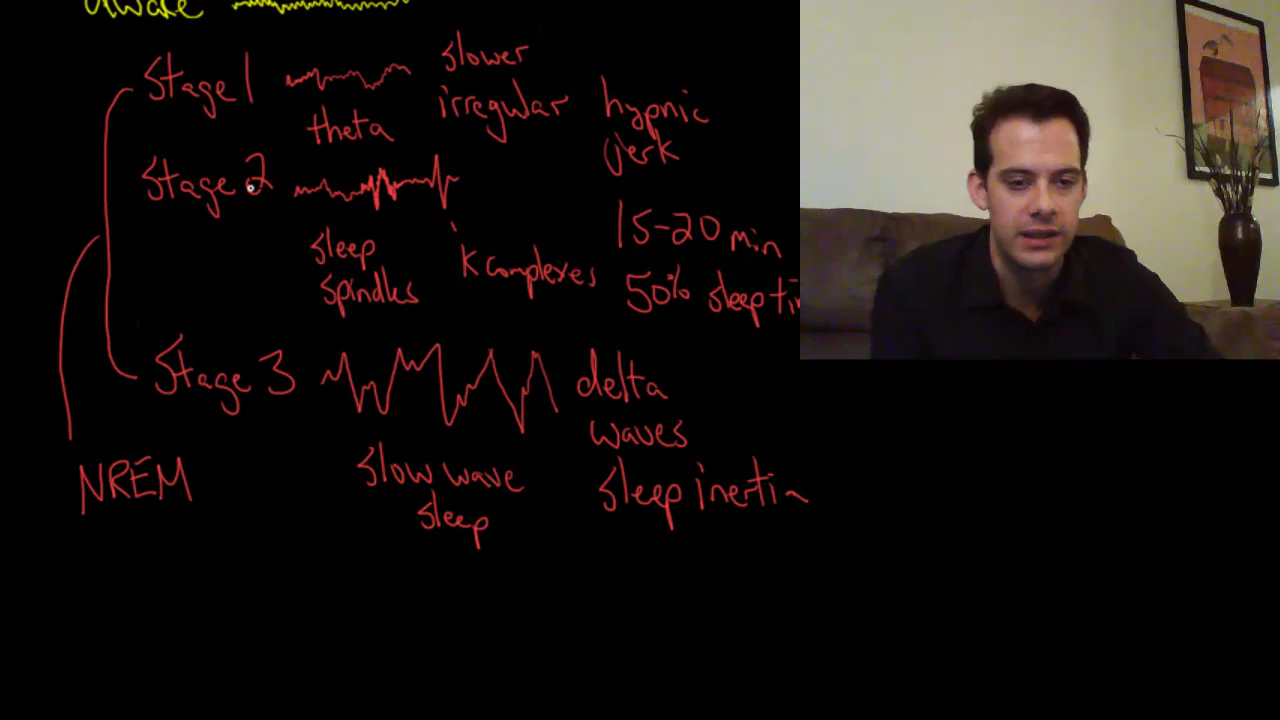 awake
Stage 1
slower
irregular
theta
hypnic
jerk
Stage 2
sleep
spindles
K complexes
15-20 min
50% sleep ti
Stage 3
delta
waves
slow wave
sleep
sleep inertia
NREM